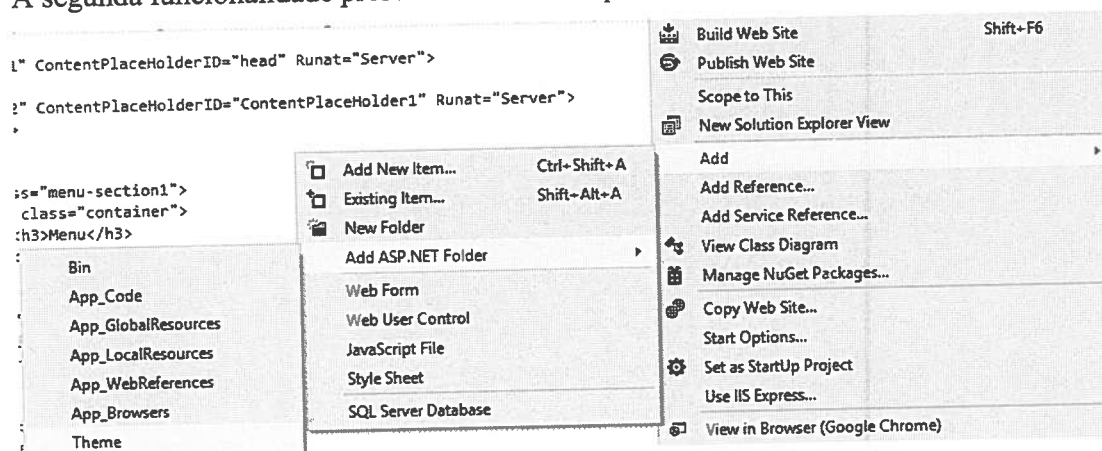 A segunda funcionalidade
1" ContentPlaceHolderID="head" Runat="Server">
2" ContentPlaceHolderID="ContentPlaceHolder1" Runat="Server">
ss="menu-section1">
class="container">
<h3>Menu</h3>
Build Web Site Shift+F6
Publish Web Site
Scope to This
New Solution Explorer View
Add
Add Reference...
Add Service Reference...
View Class Diagram
Manage NuGet Packages...
Copy Web Site...
Start Options...
Set as StartUp Project
Use IIS Express...
View in Browser (Google Chrome)
Add New Item... Ctrl+Shift+A
Existing Item... Shift+Alt+A
New Folder
Add ASP.NET Folder
Web Form
Web User Control
JavaScript File
Style Sheet
SQL Server Database
Bin
App_Code
App_GlobalResources
App_LocalResources
App_WebReferences
App_Browsers
Theme